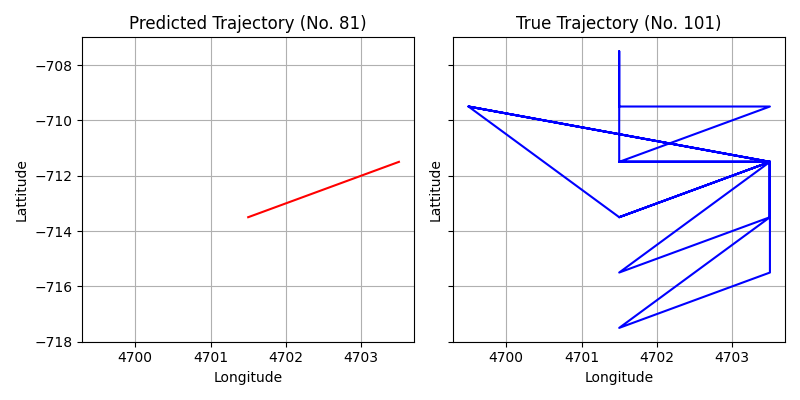 Predicted Trajectory (No. 81)
True Trajectory (No. 101)
−708
−710
−712
−714
−716
−718
Lattitude
Lattitude
4700 4701 4702 4703
4700 4701 4702 4703
Longitude
Longitude